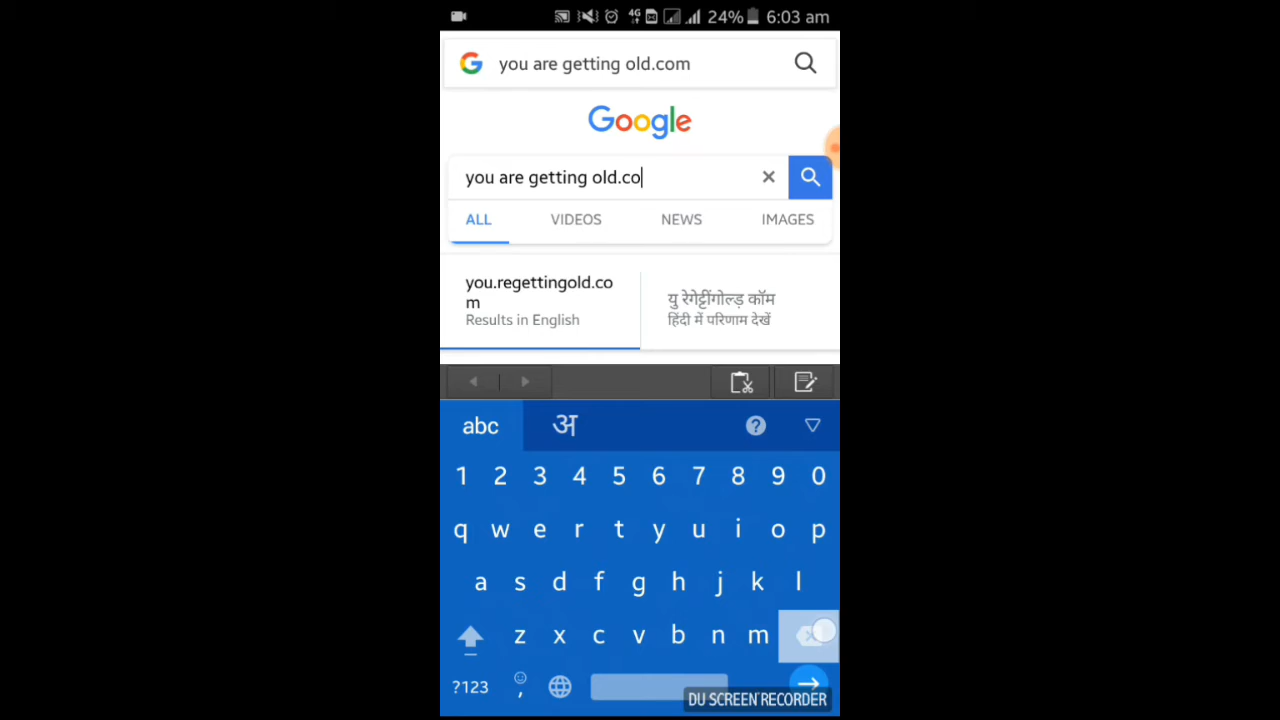 4G 24% 6:03 am
you are getting old.com
Google
you are getting old.co
ALL VIDEOS NEWS IMAGES
you.regettingold.co
m
Results in English
यु रेगेट्टींगोल्ड़ कॉम
हिंदी में परिणाम देखें
abc अ ?
1 2 3 4 5 6 7 8 9 0
q w e r t y u i o p
a s d f g h j k l
z x c v b n m
?123 ,
DU SCREEN RECORDER